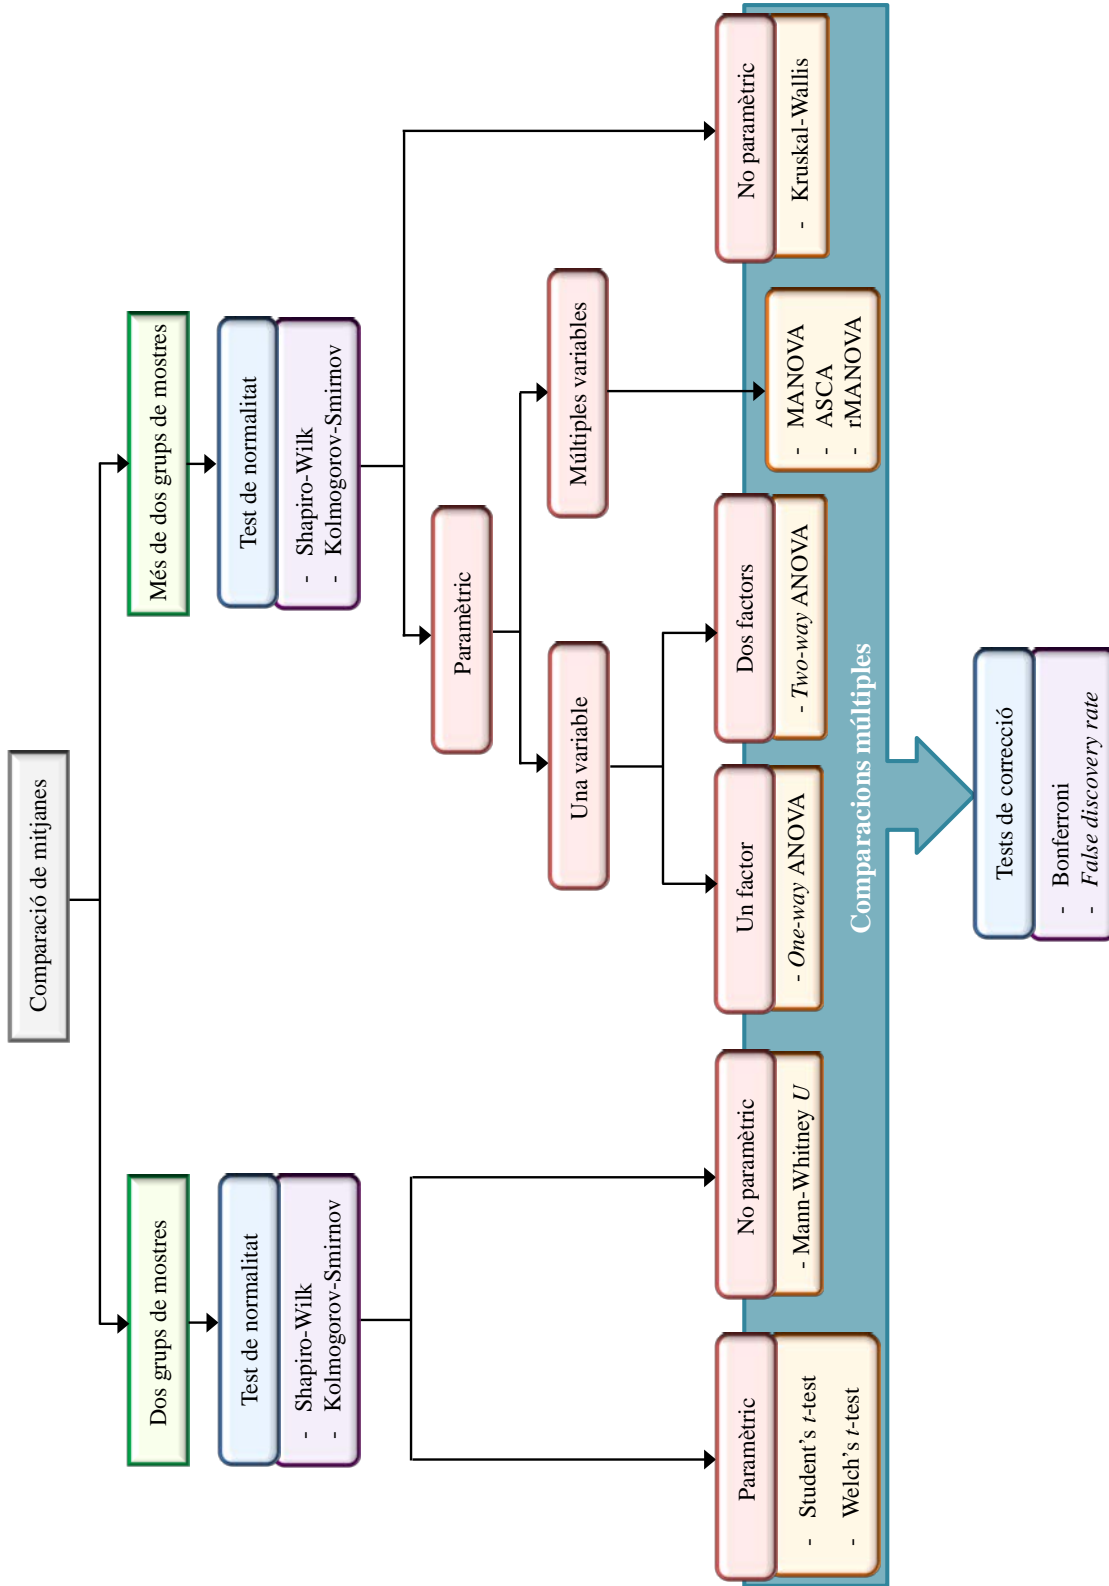 Comparació de mitjanes
Dos grups de mostres
Test de normalitat
- Shapiro-Wilk
- Kolmogorov-Smirnov
Paramètric
- Student's t-test
- Welch's t-test
No paramètric
- Mann-Whitney U
Més de dos grups de mostres
Test de normalitat
- Shapiro-Wilk
- Kolmogorov-Smirnov
Paramètric
Una variable
Un factor
- One-way ANOVA
Dos factors
- Two-way ANOVA
Múltiples variables
- MANOVA
- ASCA
- rMANOVA
No paramètric
- Kruskal-Wallis
Comparacions múltiples
Tests de correcció
- Bonferroni
- False discovery rate